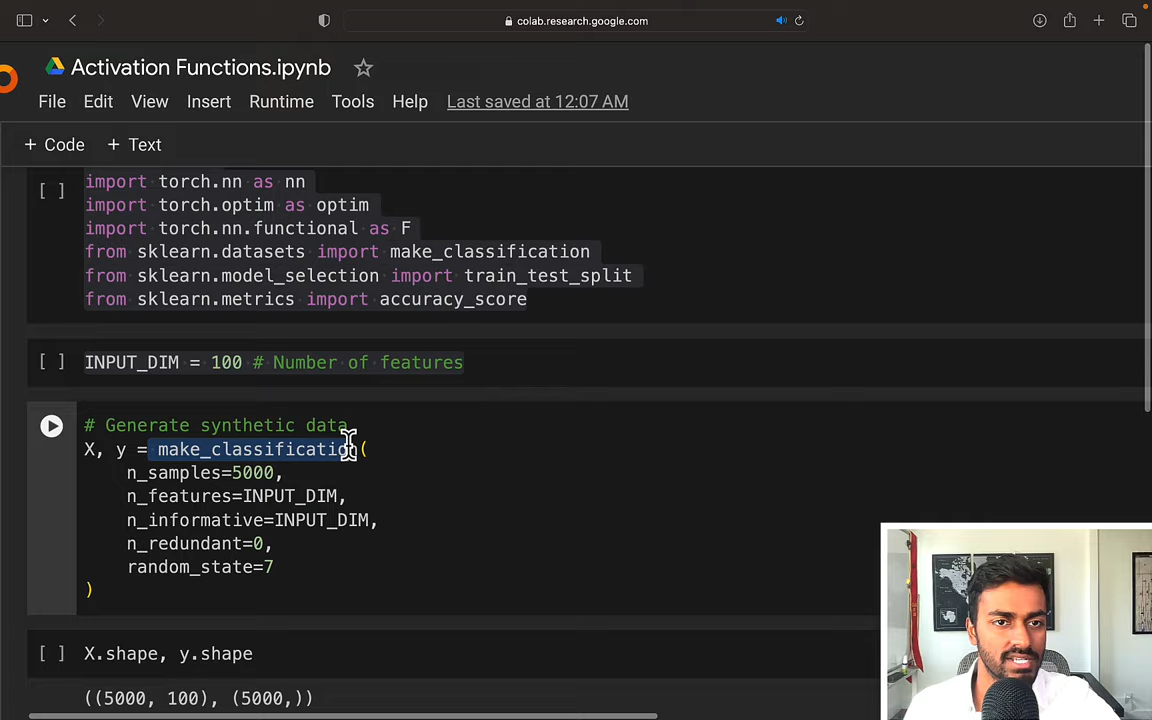 colab.research.google.com
Activation Functions.ipynb
File Edit View Insert Runtime Tools Help Last saved at 12:07 AM
+ Code + Text
[ ] import torch.nn as nn
import torch.optim as optim
import torch.nn.functional as F
from sklearn.datasets import make_classification
from sklearn.model_selection import train_test_split
from sklearn.metrics import accuracy_score
[ ] INPUT_DIM = 100 # Number of features
# Generate synthetic data
X, y = make_classification(
n_samples=5000,
n_features=INPUT_DIM,
n_informative=INPUT_DIM,
n_redundant=0,
random_state=7
)
[ ] X.shape, y.shape
((5000, 100), (5000,))